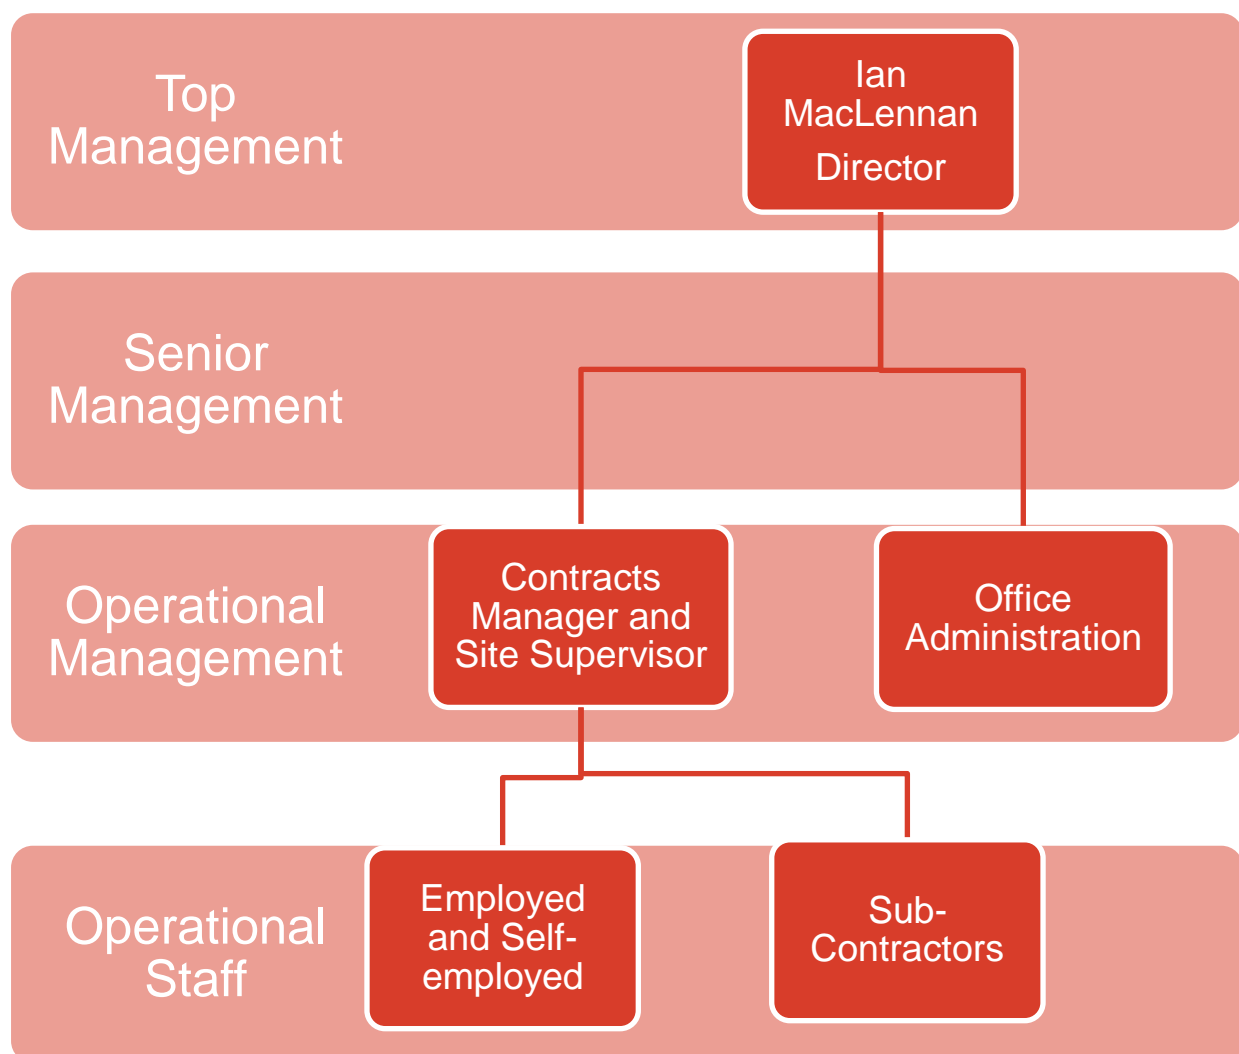 Top
Management
Ian
MacLennan
Director
Senior
Management
Operational
Management
Contracts
Manager and
Site Supervisor
Office
Administration
Operational
Staff
Employed
and Self-
employed
Sub-
Contractors